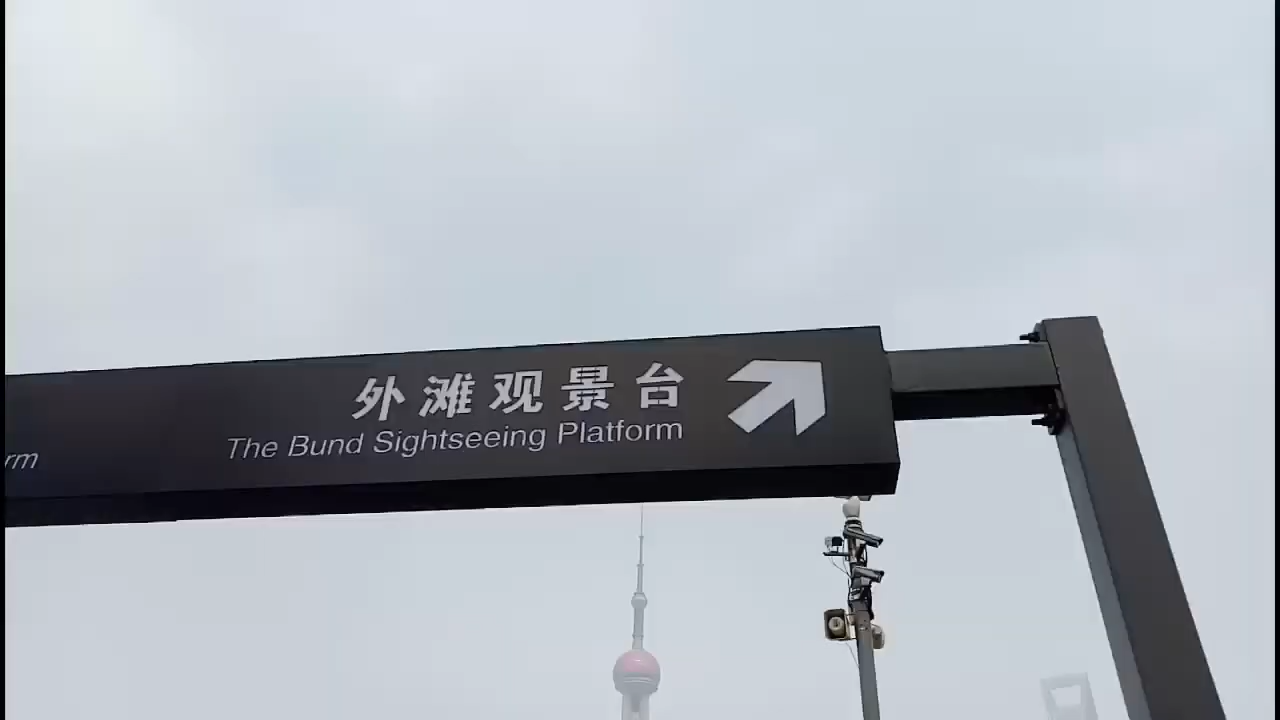 外滩观景台
The Bund Sightseeing Platform